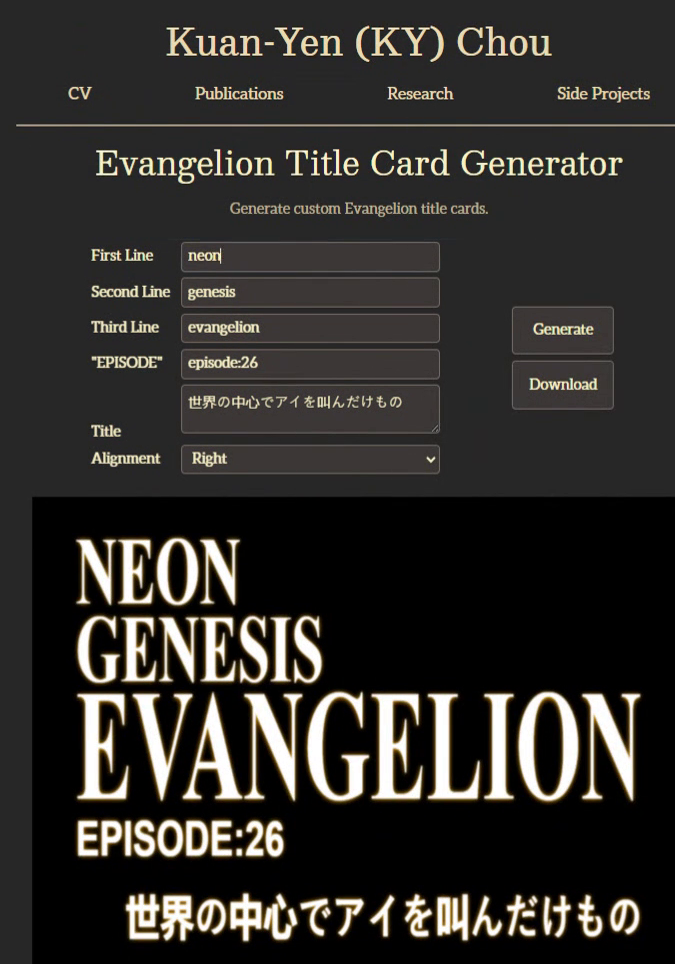 Kuan-Yen (KY) Chou
CV Publications Research Side Projects
Evangelion Title Card Generator
Generate custom Evangelion title cards.
First Line neon
Second Line genesis
Third Line evangelion
"EPISODE" episode:26
Title 世界の中心でアイを叫んだけもの
Alignment Right
Generate
Download
NEON
GENESIS
EVANGELION
EPISODE:26
世界の中心でアイを叫んだけもの